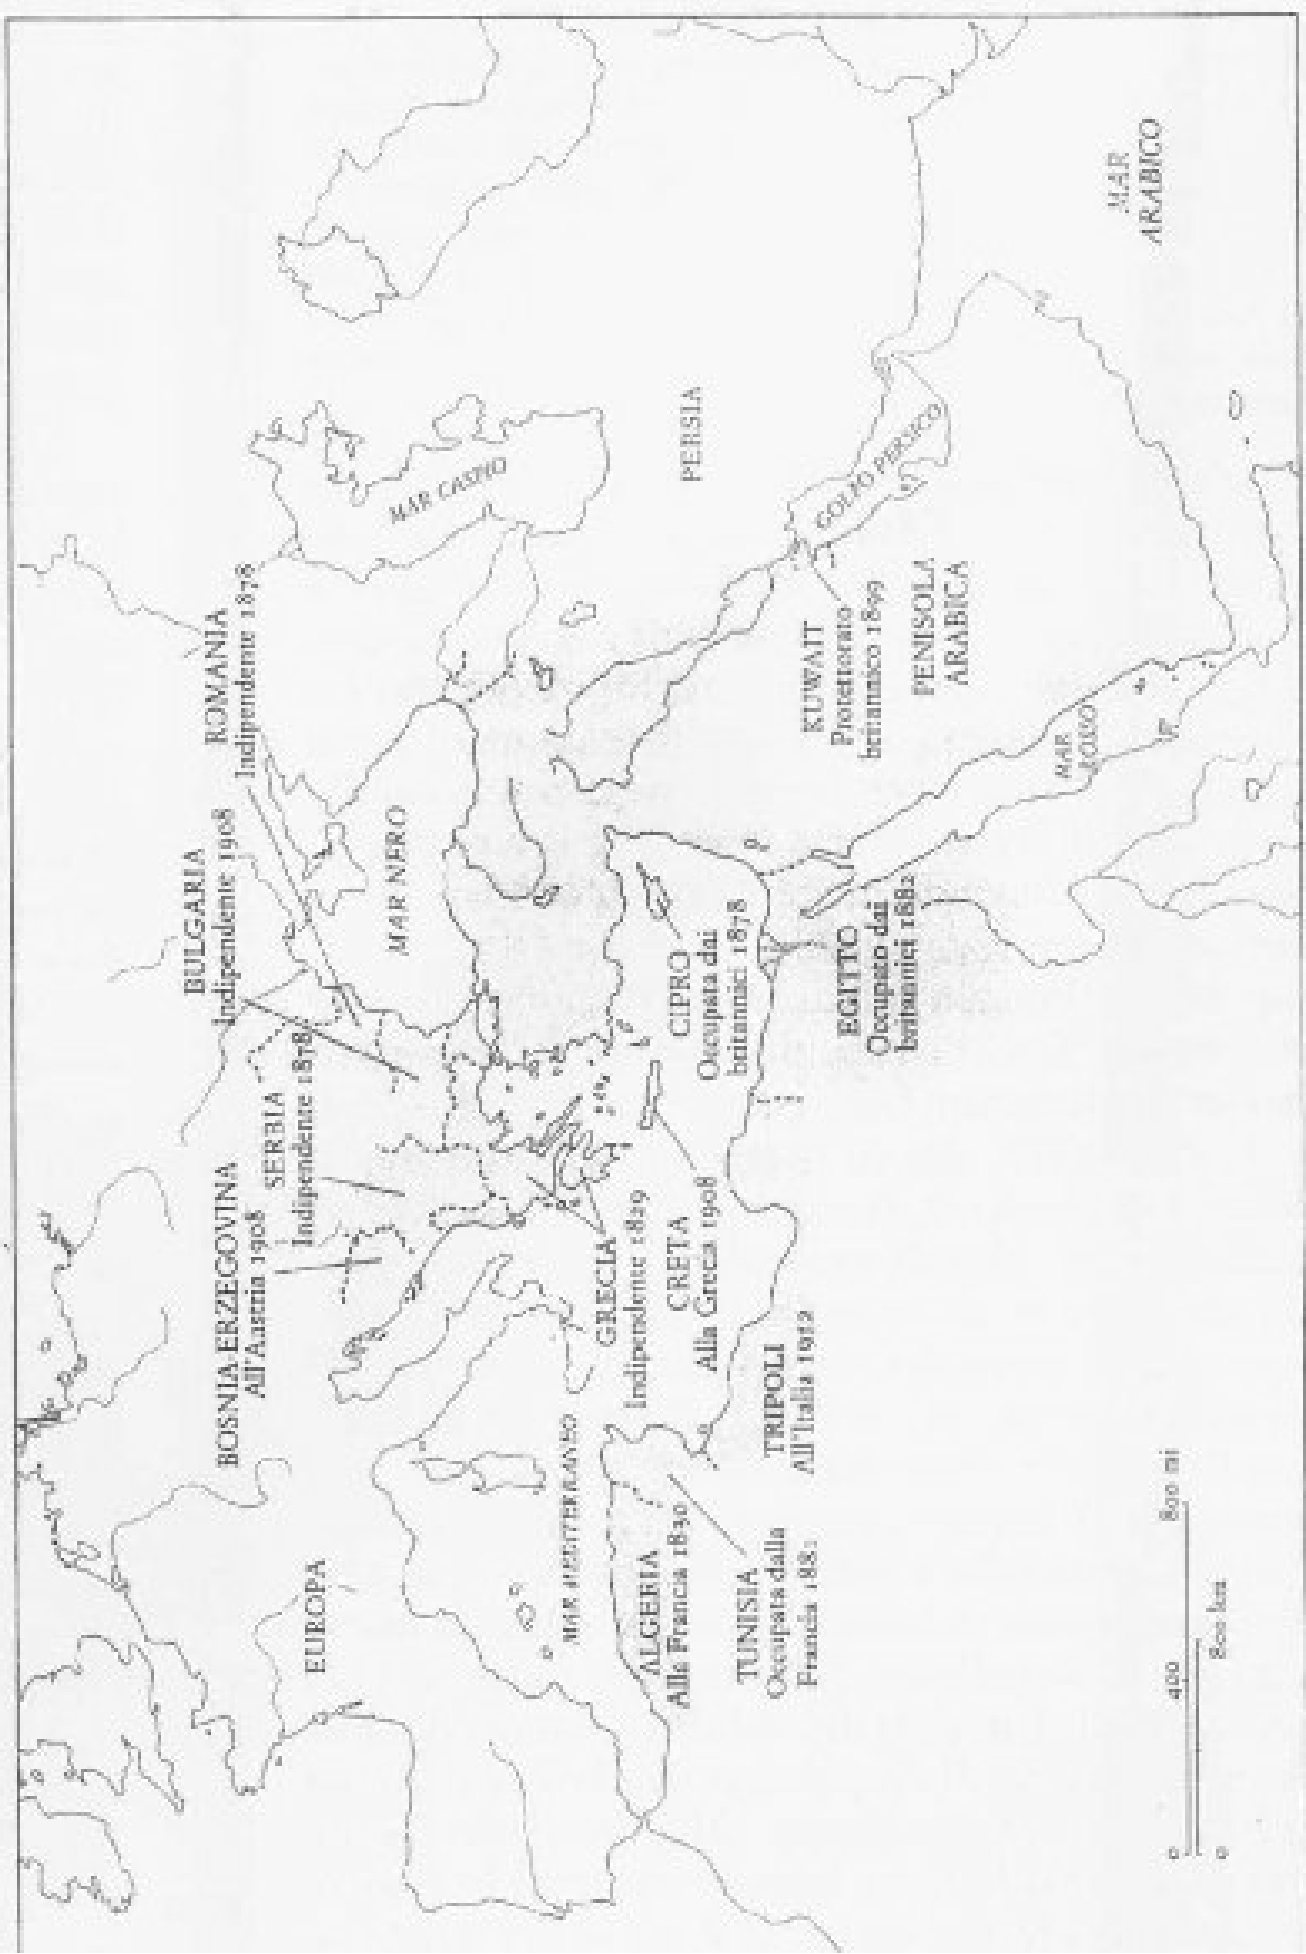 ROMANIA
Indipendente 1878
BULGARIA
Indipendente 1908
SERBIA
Indipendente 1878
BOSNIA-ERZEGOVINA
All'Austria 1908
EUROPA
MAR NERO
MAR CASPIO
PERSIA
MAR MEDITERRANEO
GRECIA
Indipendente 1829
CRETA
Alla Grecia 1908
CIPRO
Occupata dai
britannici 1878
ALGERIA
Alla Francia 1830
TUNISIA
Occupata dalla
Francia 1881
TRIPOLI
All'Italia 1912
EGITTO
Occupato dai
britannici 1882
KUWAIT
Protettorato
britannico 1899
GOLFO PERSICO
PENISOLA
ARABICA
MAR
ROSSO
MAR
ARABICO
0 400 800 mi
0 800 km